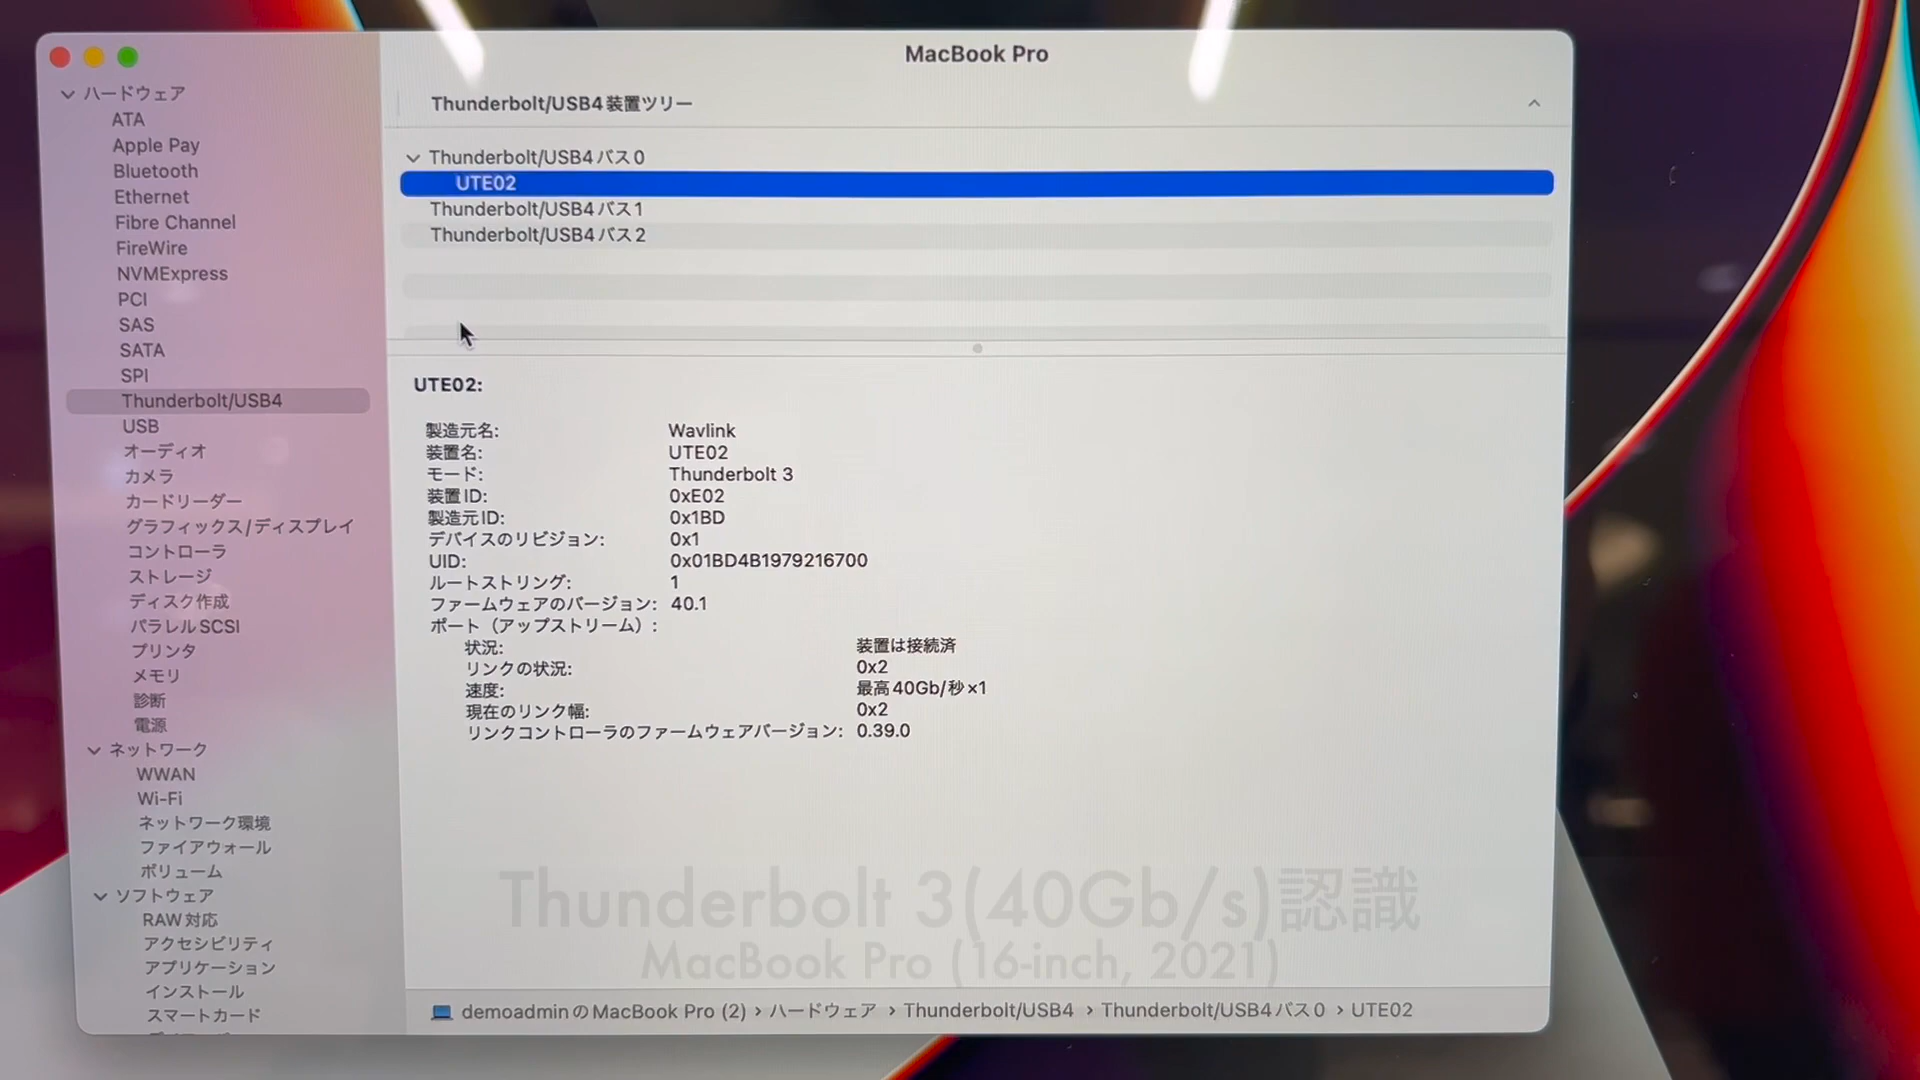 MacBook Pro
ハードウェア
ATA
Apple Pay
Bluetooth
Ethernet
Fibre Channel
FireWire
NVMExpress
PCI
SAS
SATA
SPI
Thunderbolt/USB4
USB
オーディオ
カメラ
カードリーダー
グラフィックス/ディスプレイ
コントローラ
ストレージ
ディスク作成
パラレルSCSI
プリンタ
メモリ
診断
電源
ネットワーク
WWAN
Wi-Fi
ネットワーク環境
ファイアウォール
ボリューム
ソフトウェア
RAW対応
アクセシビリティ
アプリケーション
インストール
スマートカード
Thunderbolt/USB4装置ツリー
Thunderbolt/USB4バス0
UTE02
Thunderbolt/USB4バス1
Thunderbolt/USB4バス2
UTE02:
製造元名: Wavlink
装置名: UTE02
モード: Thunderbolt 3
装置ID: 0xE02
製造元ID: 0x1BD
デバイスのリビジョン: 0x1
UID: 0x01BD4B1979216700
ルートストリング: 1
ファームウェアのバージョン: 40.1
ポート（アップストリーム）:
状況: 装置は接続済
リンクの状況: 0x2
速度: 最高40Gb/秒×1
現在のリンク幅: 0x2
リンクコントローラのファームウェアバージョン: 0.39.0
Thunderbolt 3(40Gb/s)認識
MacBook Pro (16-inch, 2021)
demoadminのMacBook Pro (2) › ハードウェア › Thunderbolt/USB4 › Thunderbolt/USB4バス0 › UTE02